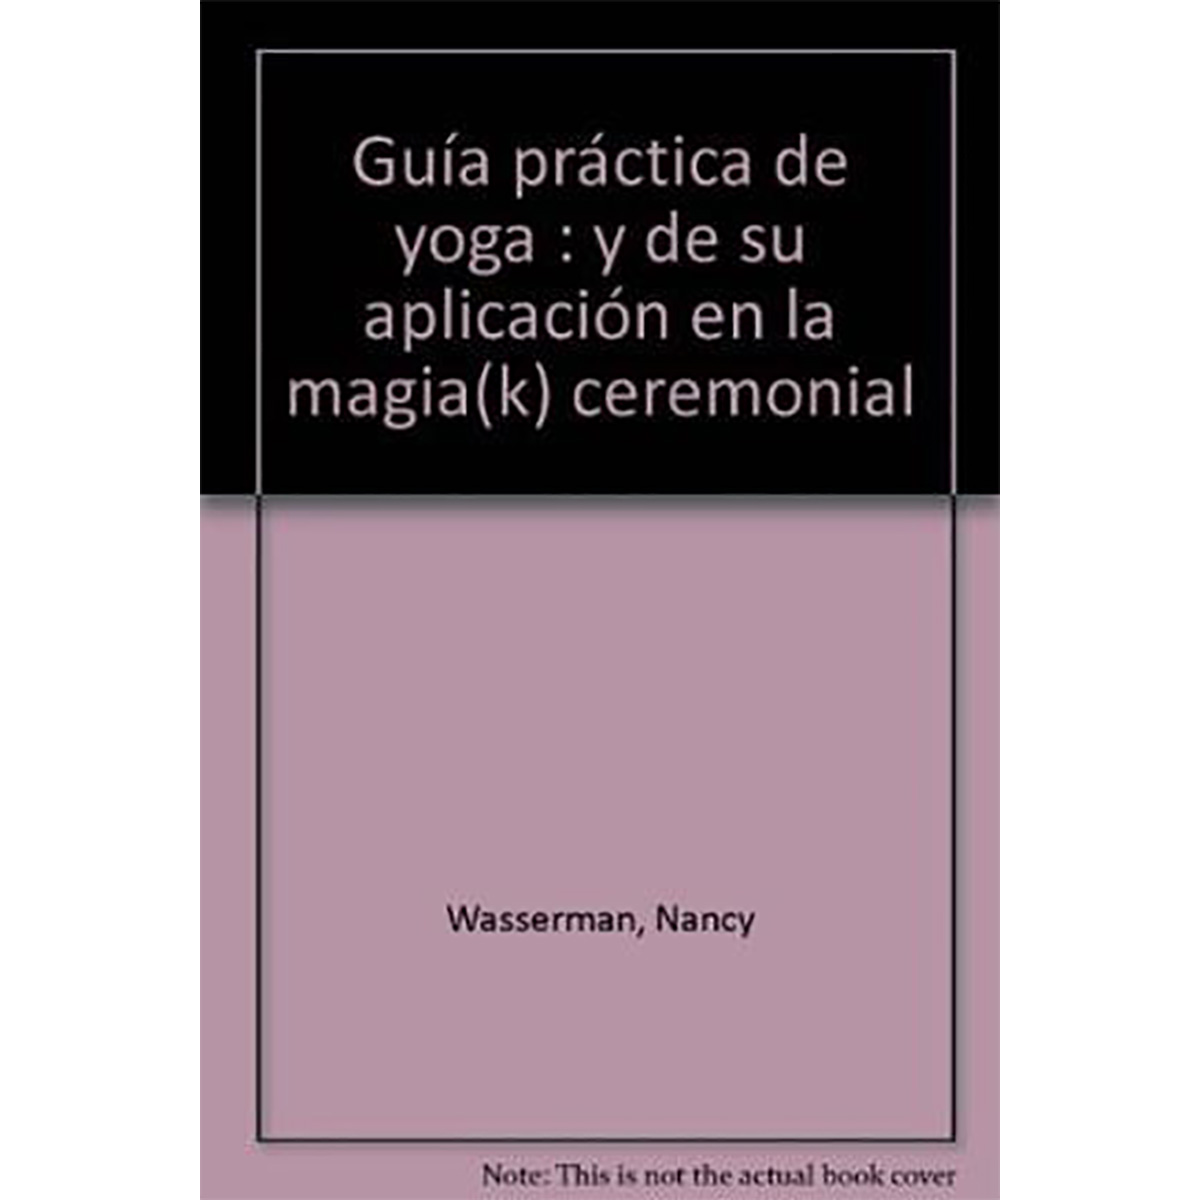 Guía práctica de
yoga : y de su
aplicación en la
magia(k) ceremonial
Wasserman, Nancy
Note: This is not the actual book cover